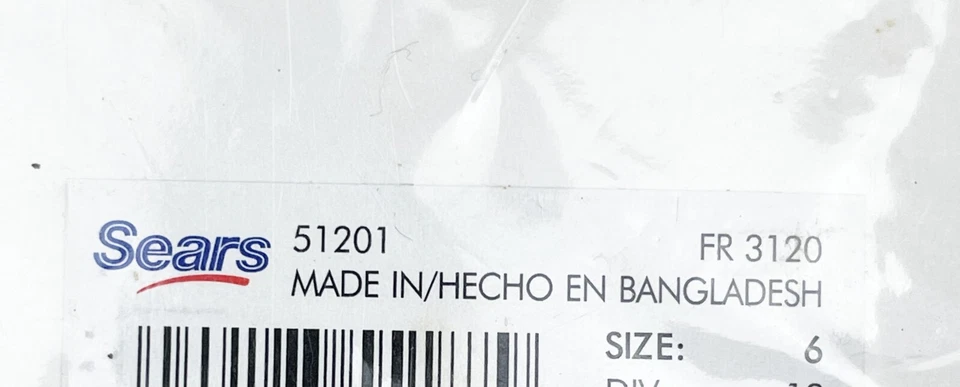 Sears 51201 FR 3120
MADE IN/HECHO EN BANGLADESH
SIZE: 6